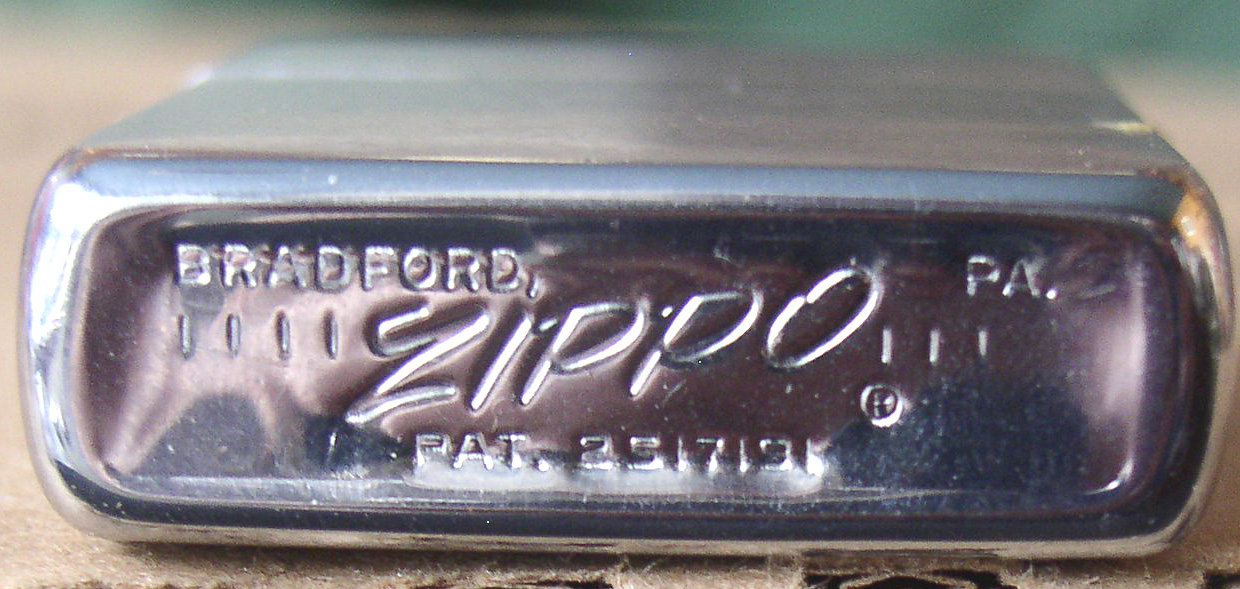 BRADFORD, PA.
|||| ZIPPO |||
®
PAT. 2517191